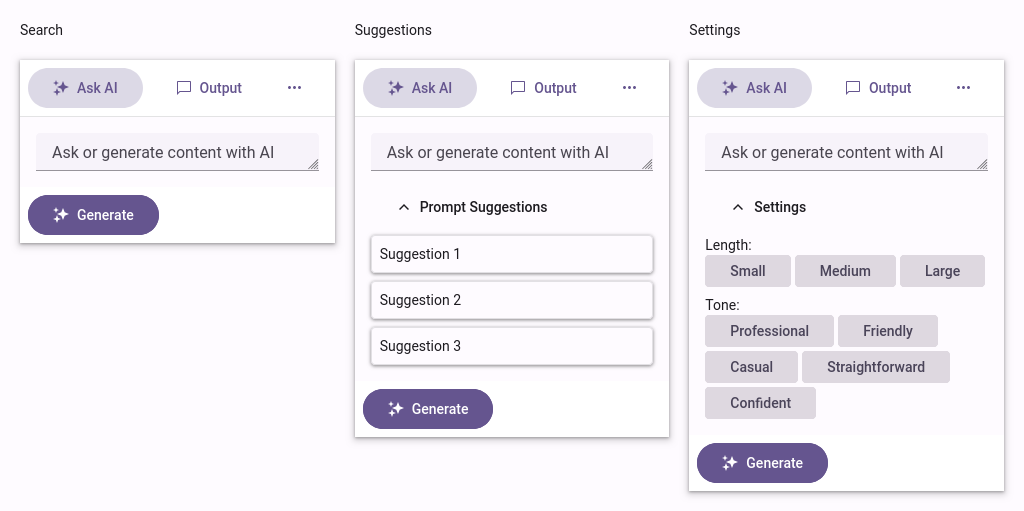 Search
Ask AI
Output
Ask or generate content with AI
Generate
Suggestions
Ask AI
Output
Ask or generate content with AI
Prompt Suggestions
Suggestion 1
Suggestion 2
Suggestion 3
Generate
Settings
Ask AI
Output
Ask or generate content with AI
Settings
Length:
Small Medium Large
Tone:
Professional Friendly
Casual Straightforward
Confident
Generate